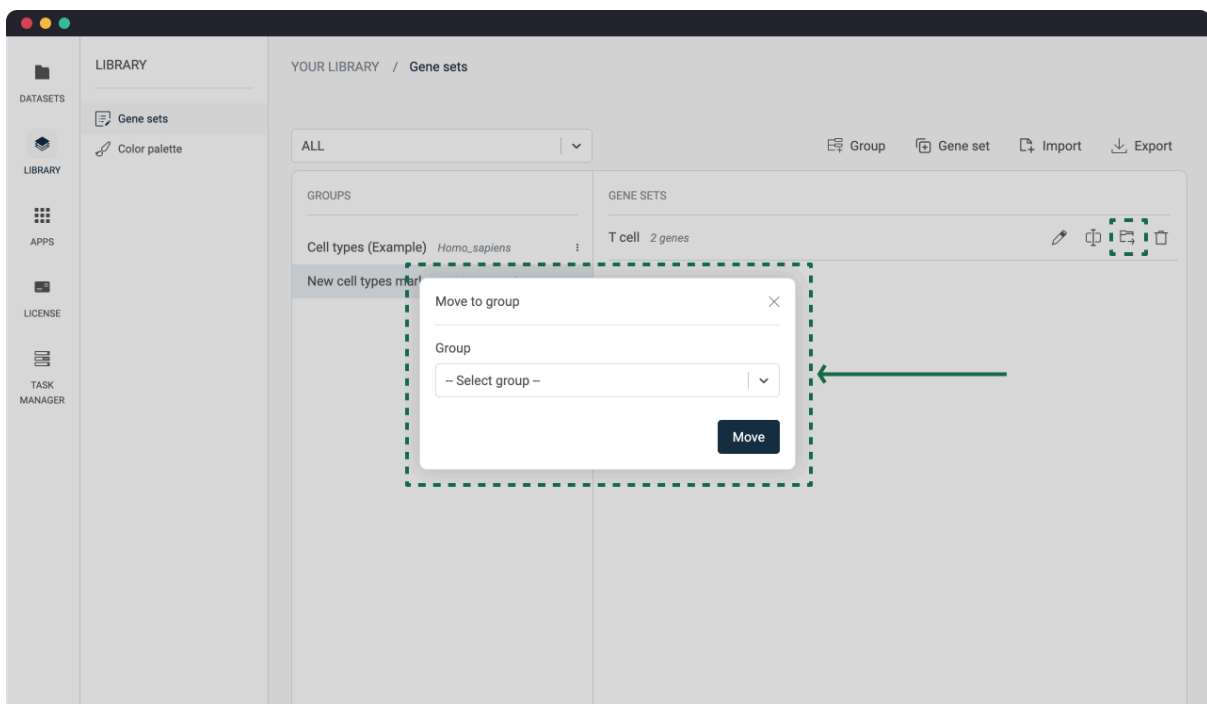 LIBRARY
YOUR LIBRARY / Gene sets
DATASETS
Gene sets
Color palette
LIBRARY
ALL
Group
Gene set
Import
Export
GROUPS
GENE SETS
APPS
Cell types (Example) Homo_sapiens
T cell 2 genes
New cell types mar
LICENSE
TASK
MANAGER
Move to group
Group
-- Select group --
Move